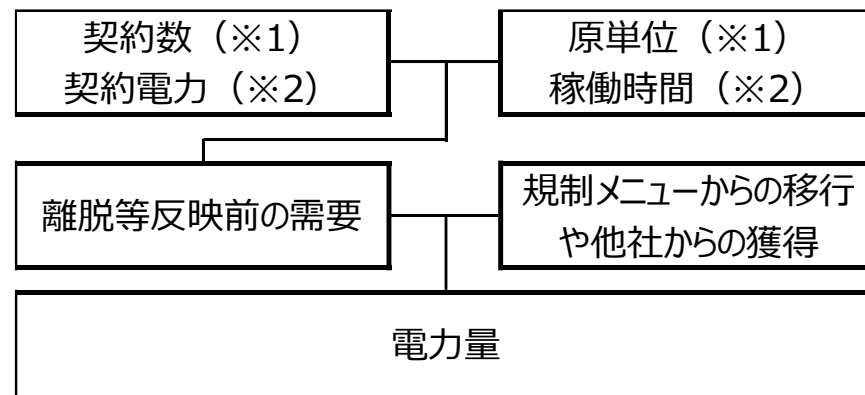 契約数（※1）
契約電力（※2）
原単位（※1）
稼働時間（※2）
離脱等反映前の需要
規制メニューからの移行
や他社からの獲得
電力量